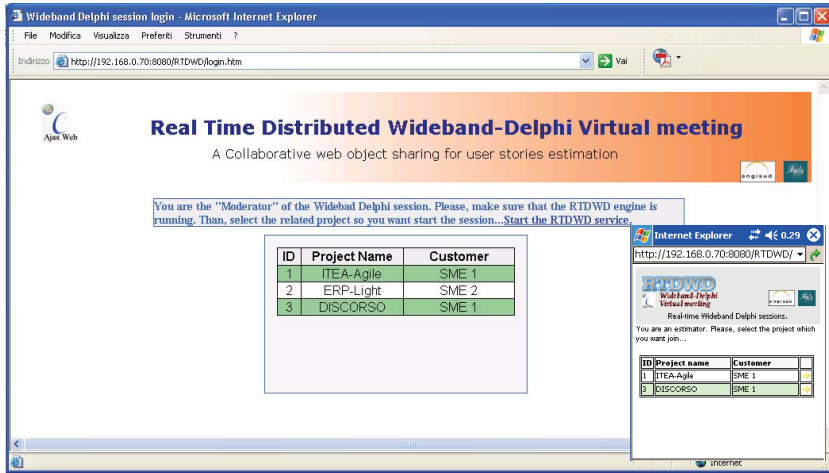 Wideband Delphi session login - Microsoft Internet Explorer
File Modifica Visualizza Preferiti Strumenti ?
Indirizzo http://192.168.0.70:8080/RTDWD/login.htm Vai
Ajax Web
Real Time Distributed Wideband-Delphi Virtual meeting
A Collaborative web object sharing for user stories estimation
engisud Agile
You are the "Moderator" of the Widebad Delphi session. Please, make sure that the RTDWD engine is
running. Than, select the related project so you want start the session...Start the RTDWD service.
ID Project Name Customer
1 ITEA-Agile SME 1
2 ERP-Light SME 2
3 DISCORSO SME 1
Internet Explorer 0.29
http://192.168.0.70:8080/RTDWD/
RTDWD
Wideband-Delphi
Virtual meeting
engisud
Real-time Wideband Delphi sessions.
You are an estimator. Please, select the project which
you want join...
ID Project name Customer
1 ITEA-Agile SME 1
3 DISCORSO SME 1
Internet